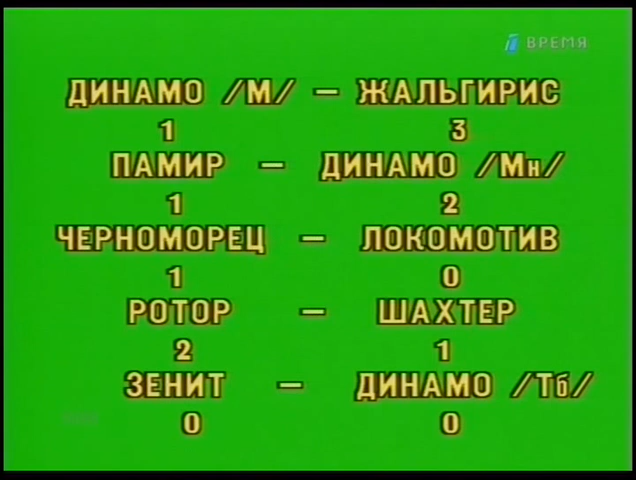 1 ВРЕМЯ
ДИНАМО /М/ – ЖАЛЬГИРИС
1 3
ПАМИР – ДИНАМО /Мн/
1 2
ЧЕРНОМОРЕЦ – ЛОКОМОТИВ
1 0
РОТОР – ШАХТЕР
2 1
ЗЕНИТ – ДИНАМО /Тб/
0 0